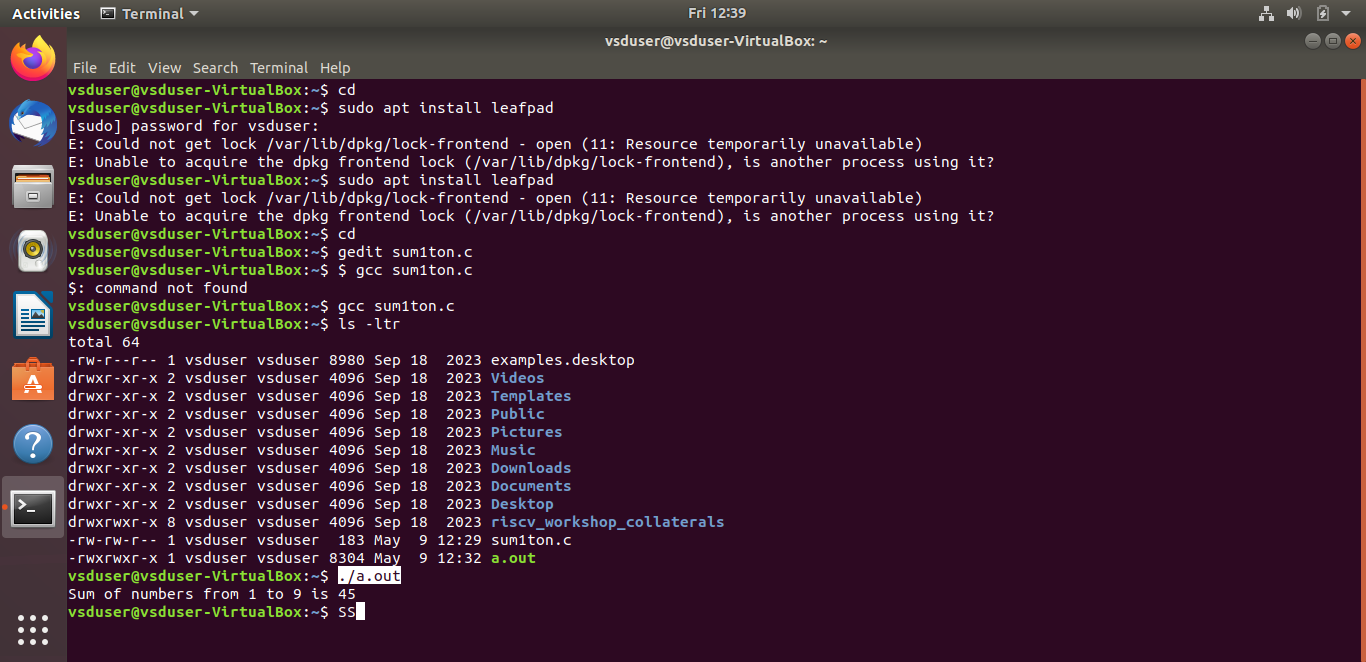 Activities Terminal Fri 12:39
vsduser@vsduser-VirtualBox: ~
File Edit View Search Terminal Help
vsduser@vsduser-VirtualBox:~$ cd
vsduser@vsduser-VirtualBox:~$ sudo apt install leafpad
[sudo] password for vsduser:
E: Could not get lock /var/lib/dpkg/lock-frontend - open (11: Resource temporarily unavailable)
E: Unable to acquire the dpkg frontend lock (/var/lib/dpkg/lock-frontend), is another process using it?
vsduser@vsduser-VirtualBox:~$ sudo apt install leafpad
E: Could not get lock /var/lib/dpkg/lock-frontend - open (11: Resource temporarily unavailable)
E: Unable to acquire the dpkg frontend lock (/var/lib/dpkg/lock-frontend), is another process using it?
vsduser@vsduser-VirtualBox:~$ cd
vsduser@vsduser-VirtualBox:~$ gedit sum1ton.c
vsduser@vsduser-VirtualBox:~$ $ gcc sum1ton.c
$: command not found
vsduser@vsduser-VirtualBox:~$ gcc sum1ton.c
vsduser@vsduser-VirtualBox:~$ ls -ltr
total 64
-rw-r--r-- 1 vsduser vsduser 8980 Sep 18  2023 examples.desktop
drwxr-xr-x 2 vsduser vsduser 4096 Sep 18  2023 Videos
drwxr-xr-x 2 vsduser vsduser 4096 Sep 18  2023 Templates
drwxr-xr-x 2 vsduser vsduser 4096 Sep 18  2023 Public
drwxr-xr-x 2 vsduser vsduser 4096 Sep 18  2023 Pictures
drwxr-xr-x 2 vsduser vsduser 4096 Sep 18  2023 Music
drwxr-xr-x 2 vsduser vsduser 4096 Sep 18  2023 Downloads
drwxr-xr-x 2 vsduser vsduser 4096 Sep 18  2023 Documents
drwxr-xr-x 2 vsduser vsduser 4096 Sep 18  2023 Desktop
drwxrwxr-x 8 vsduser vsduser 4096 Sep 18  2023 riscv_workshop_collaterals
-rw-rw-r-- 1 vsduser vsduser  183 May  9 12:29 sum1ton.c
-rwxrwxr-x 1 vsduser vsduser 8304 May  9 12:32 a.out
vsduser@vsduser-VirtualBox:~$ ./a.out
Sum of numbers from 1 to 9 is 45
vsduser@vsduser-VirtualBox:~$ SS